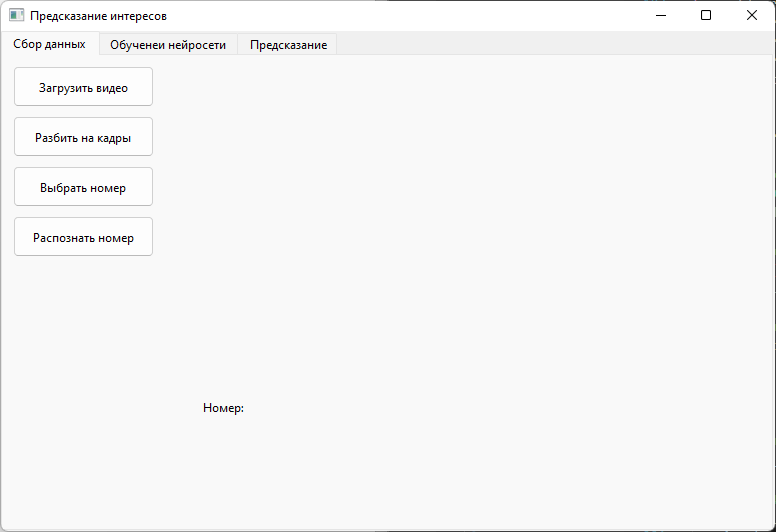 Предсказание интересов
Сбор данных Обученеи нейросети Предсказание
Загрузить видео
Разбить на кадры
Выбрать номер
Распознать номер
Номер: